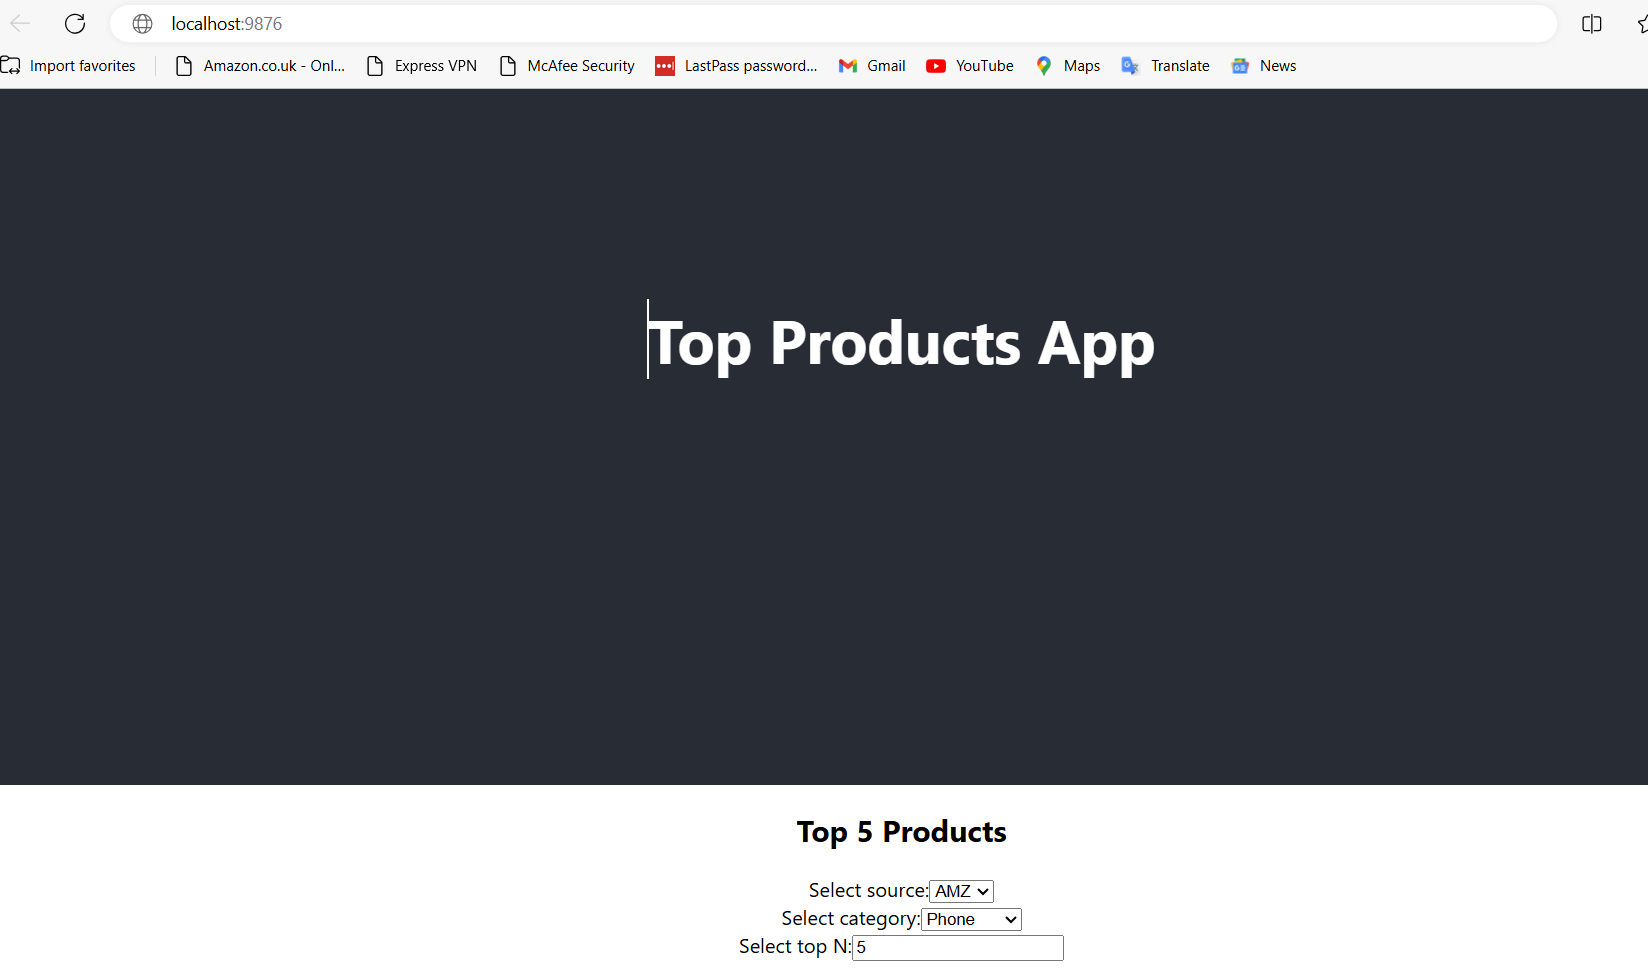 localhost:9876
Import favorites Amazon.co.uk - Onl... Express VPN McAfee Security LastPass password... Gmail YouTube Maps Translate News
Top Products App
Top 5 Products
Select source: AMZ
Select category: Phone
Select top N: 5